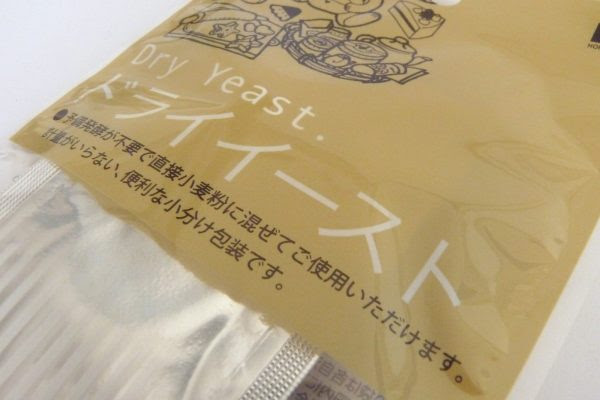 Dry Yeast.
ドライイースト
●予備発酵が不要で直接小麦粉に混ぜてご使用いただけます。
計量がいらない、便利な小分け包装です。